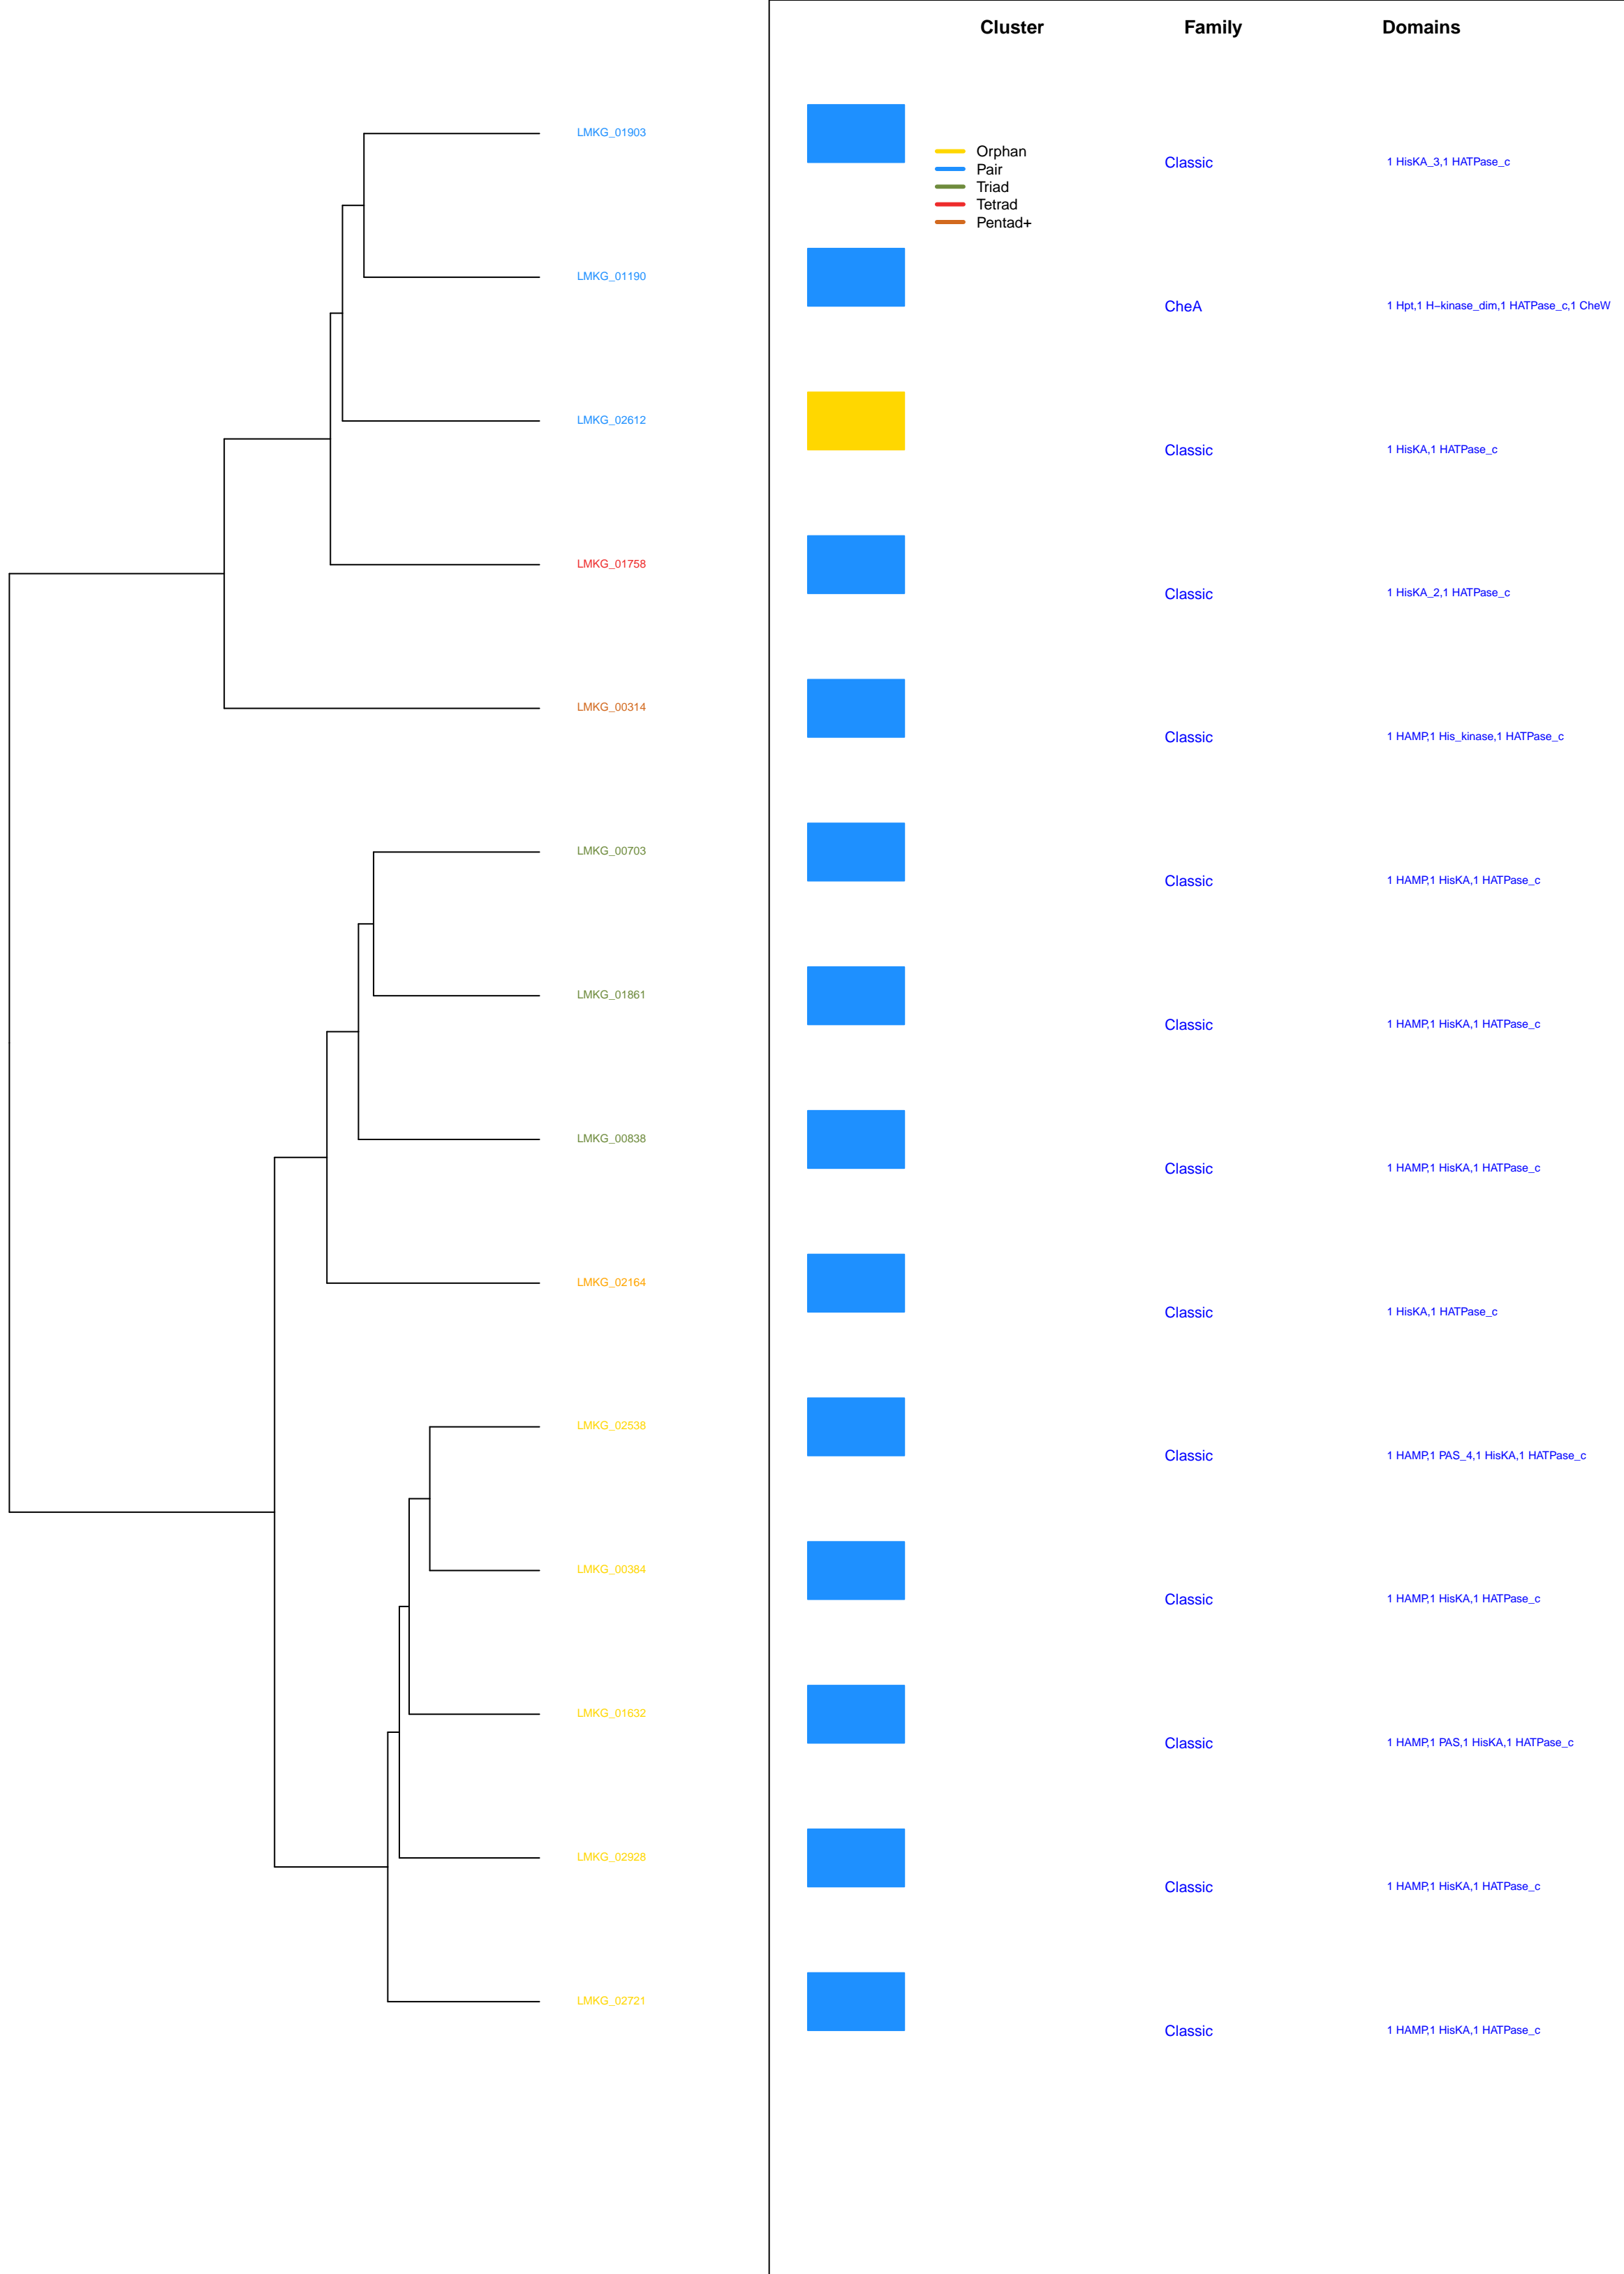 Cluster Family Domains
LMKG_01903
Orphan
Pair
Triad
Tetrad
Pentad+
Classic 1 HisKA_3,1 HATPase_c
LMKG_01190
CheA 1 Hpt,1 H−kinase_dim,1 HATPase_c,1 CheW
LMKG_02612
Classic 1 HisKA,1 HATPase_c
LMKG_01758
Classic 1 HisKA_2,1 HATPase_c
LMKG_00314
Classic 1 HAMP,1 His_kinase,1 HATPase_c
LMKG_00703
Classic 1 HAMP,1 HisKA,1 HATPase_c
LMKG_01861
Classic 1 HAMP,1 HisKA,1 HATPase_c
LMKG_00838
Classic 1 HAMP,1 HisKA,1 HATPase_c
LMKG_02164
Classic 1 HisKA,1 HATPase_c
LMKG_02538
Classic 1 HAMP,1 PAS_4,1 HisKA,1 HATPase_c
LMKG_00384
Classic 1 HAMP,1 HisKA,1 HATPase_c
LMKG_01632
Classic 1 HAMP,1 PAS,1 HisKA,1 HATPase_c
LMKG_02928
Classic 1 HAMP,1 HisKA,1 HATPase_c
LMKG_02721
Classic 1 HAMP,1 HisKA,1 HATPase_c